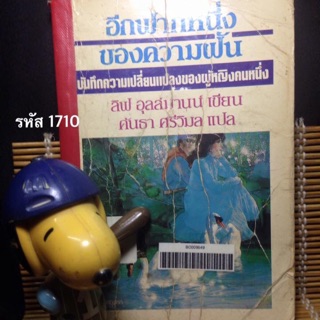 อีกฟากหนึ่ง
ของความฝัน
บันทึกความเปลี่ยนแปลงของผู้หญิงคนหนึ่ง
ลิฟ อุลล์มานน์ เขียน
ศันธา ศรีวิมล แปล
รหัส 1710